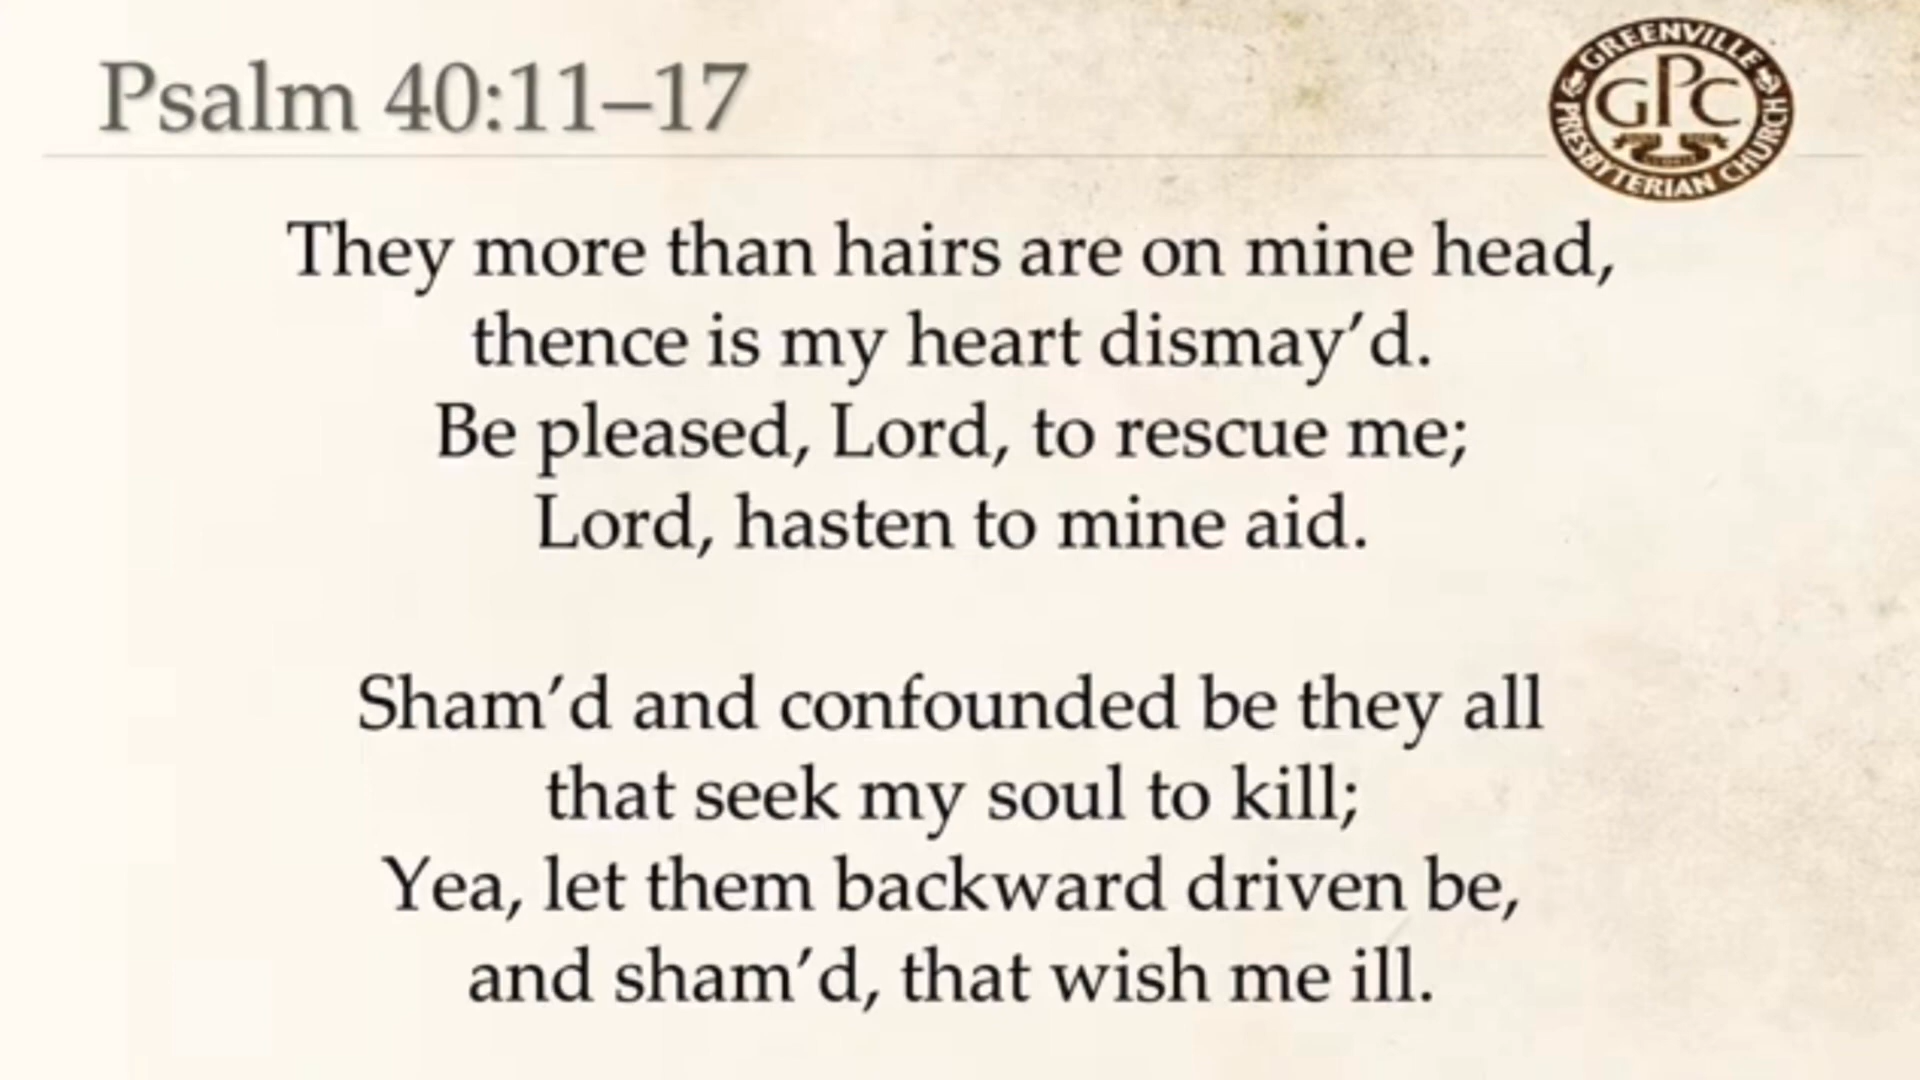 Psalm 40:11–17
GREENVILLE
GPC
PRESBYTERIAN CHURCH
They more than hairs are on mine head,
thence is my heart dismay’d.
Be pleased, Lord, to rescue me;
Lord, hasten to mine aid.
Sham’d and confounded be they all
that seek my soul to kill;
Yea, let them backward driven be,
and sham’d, that wish me ill.